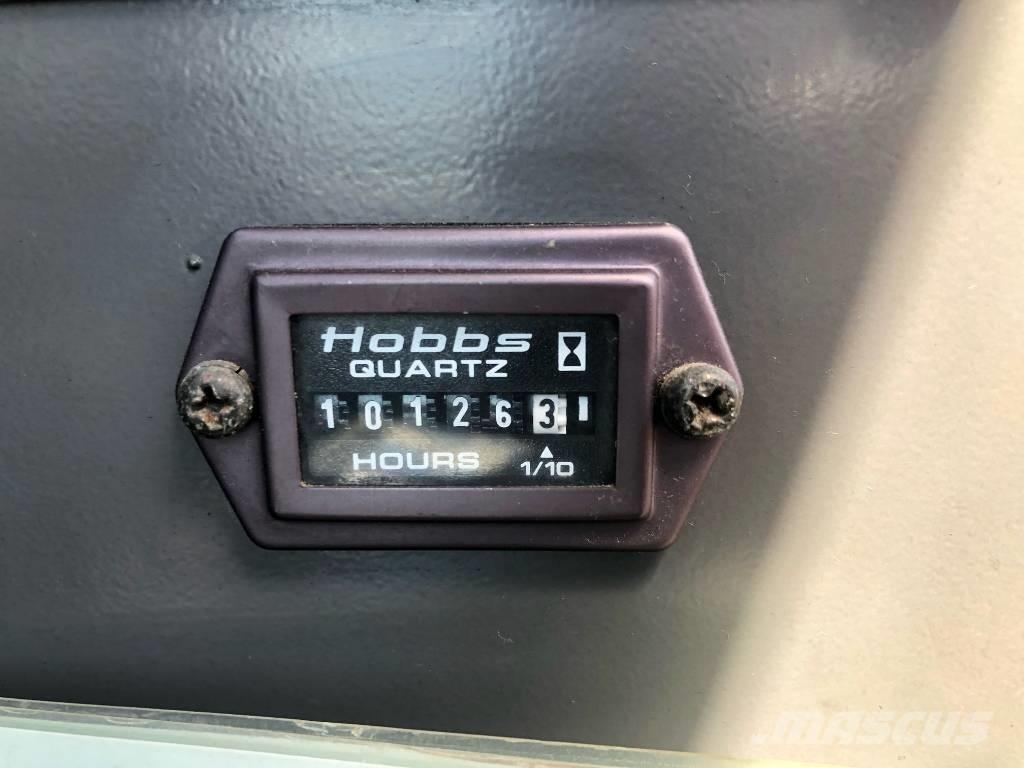 Hobbs
QUARTZ
101263
HOURS 1/10
mascus